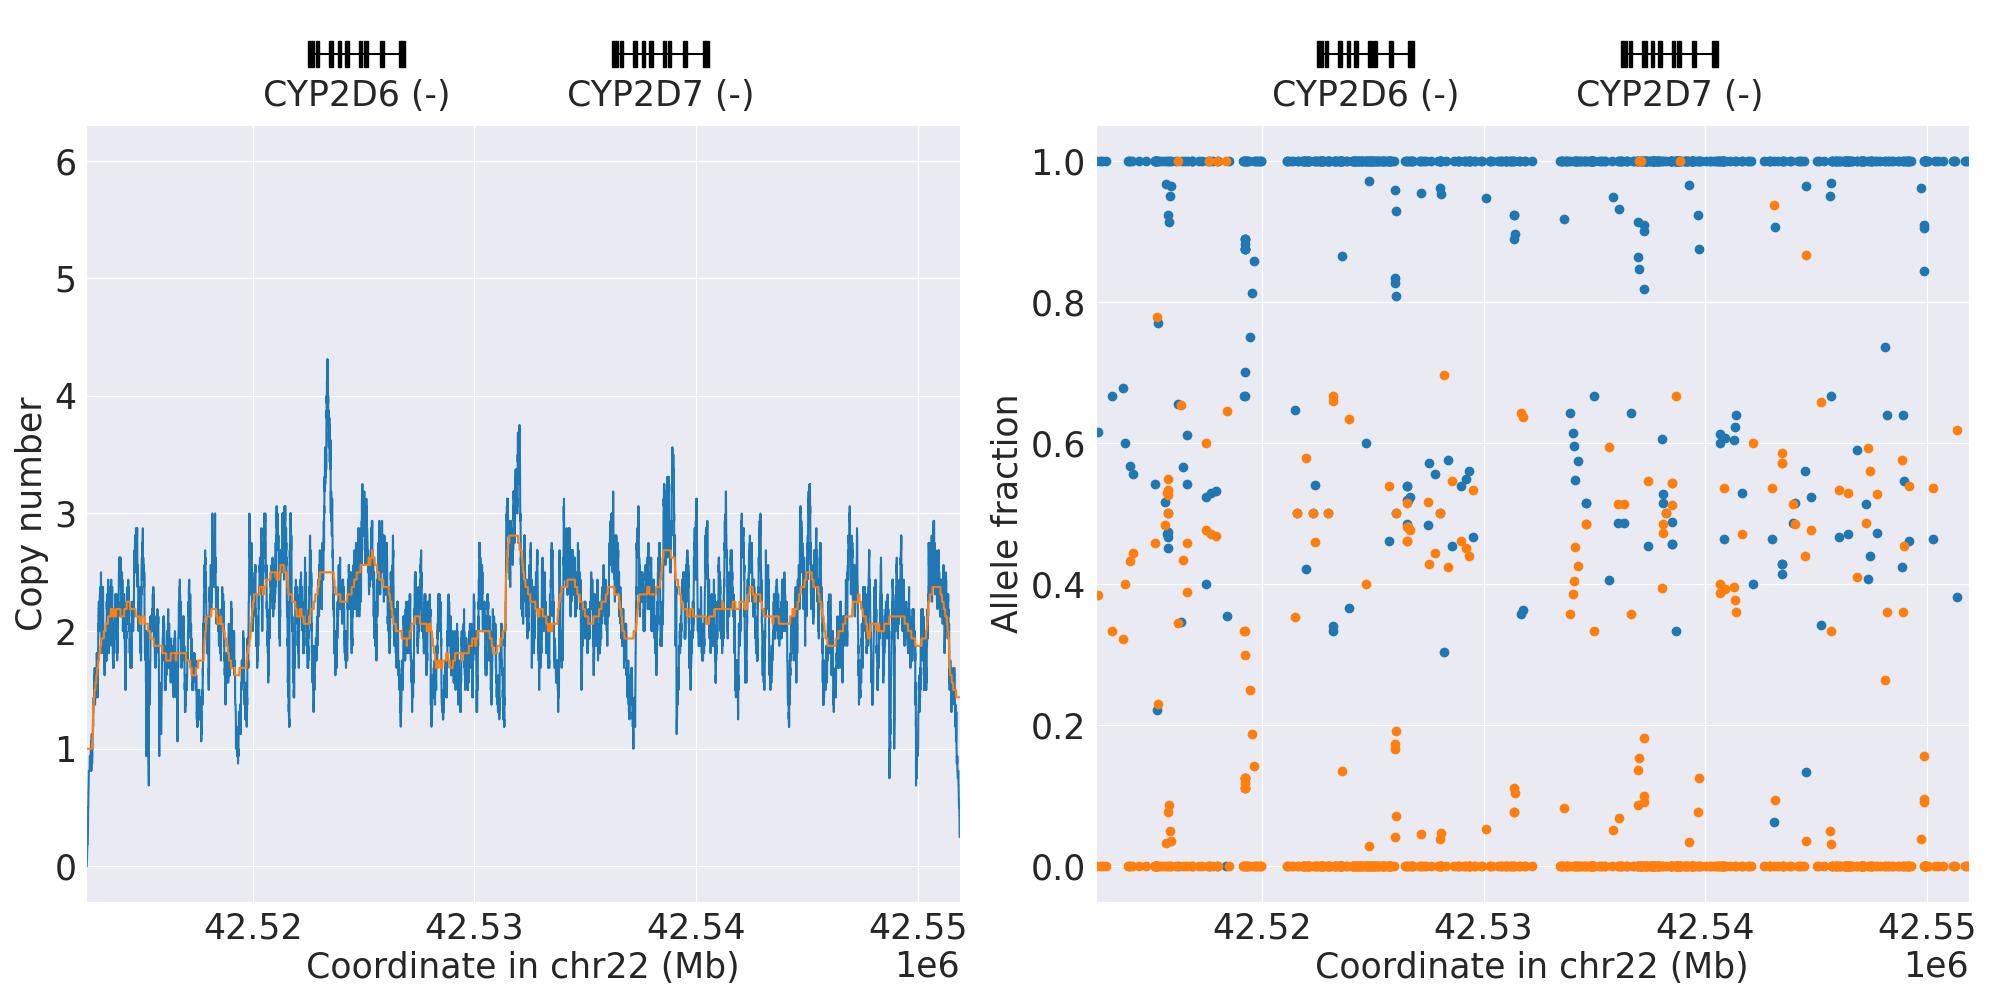 CYP2D6 (-) CYP2D7 (-)
6
5
4
3
2
1
0
Copy number
42.52 42.53 42.54 42.55
Coordinate in chr22 (Mb) 1e6
CYP2D6 (-) CYP2D7 (-)
1.0
0.8
0.6
0.4
0.2
0.0
Allele fraction
42.52 42.53 42.54 42.55
Coordinate in chr22 (Mb) 1e6